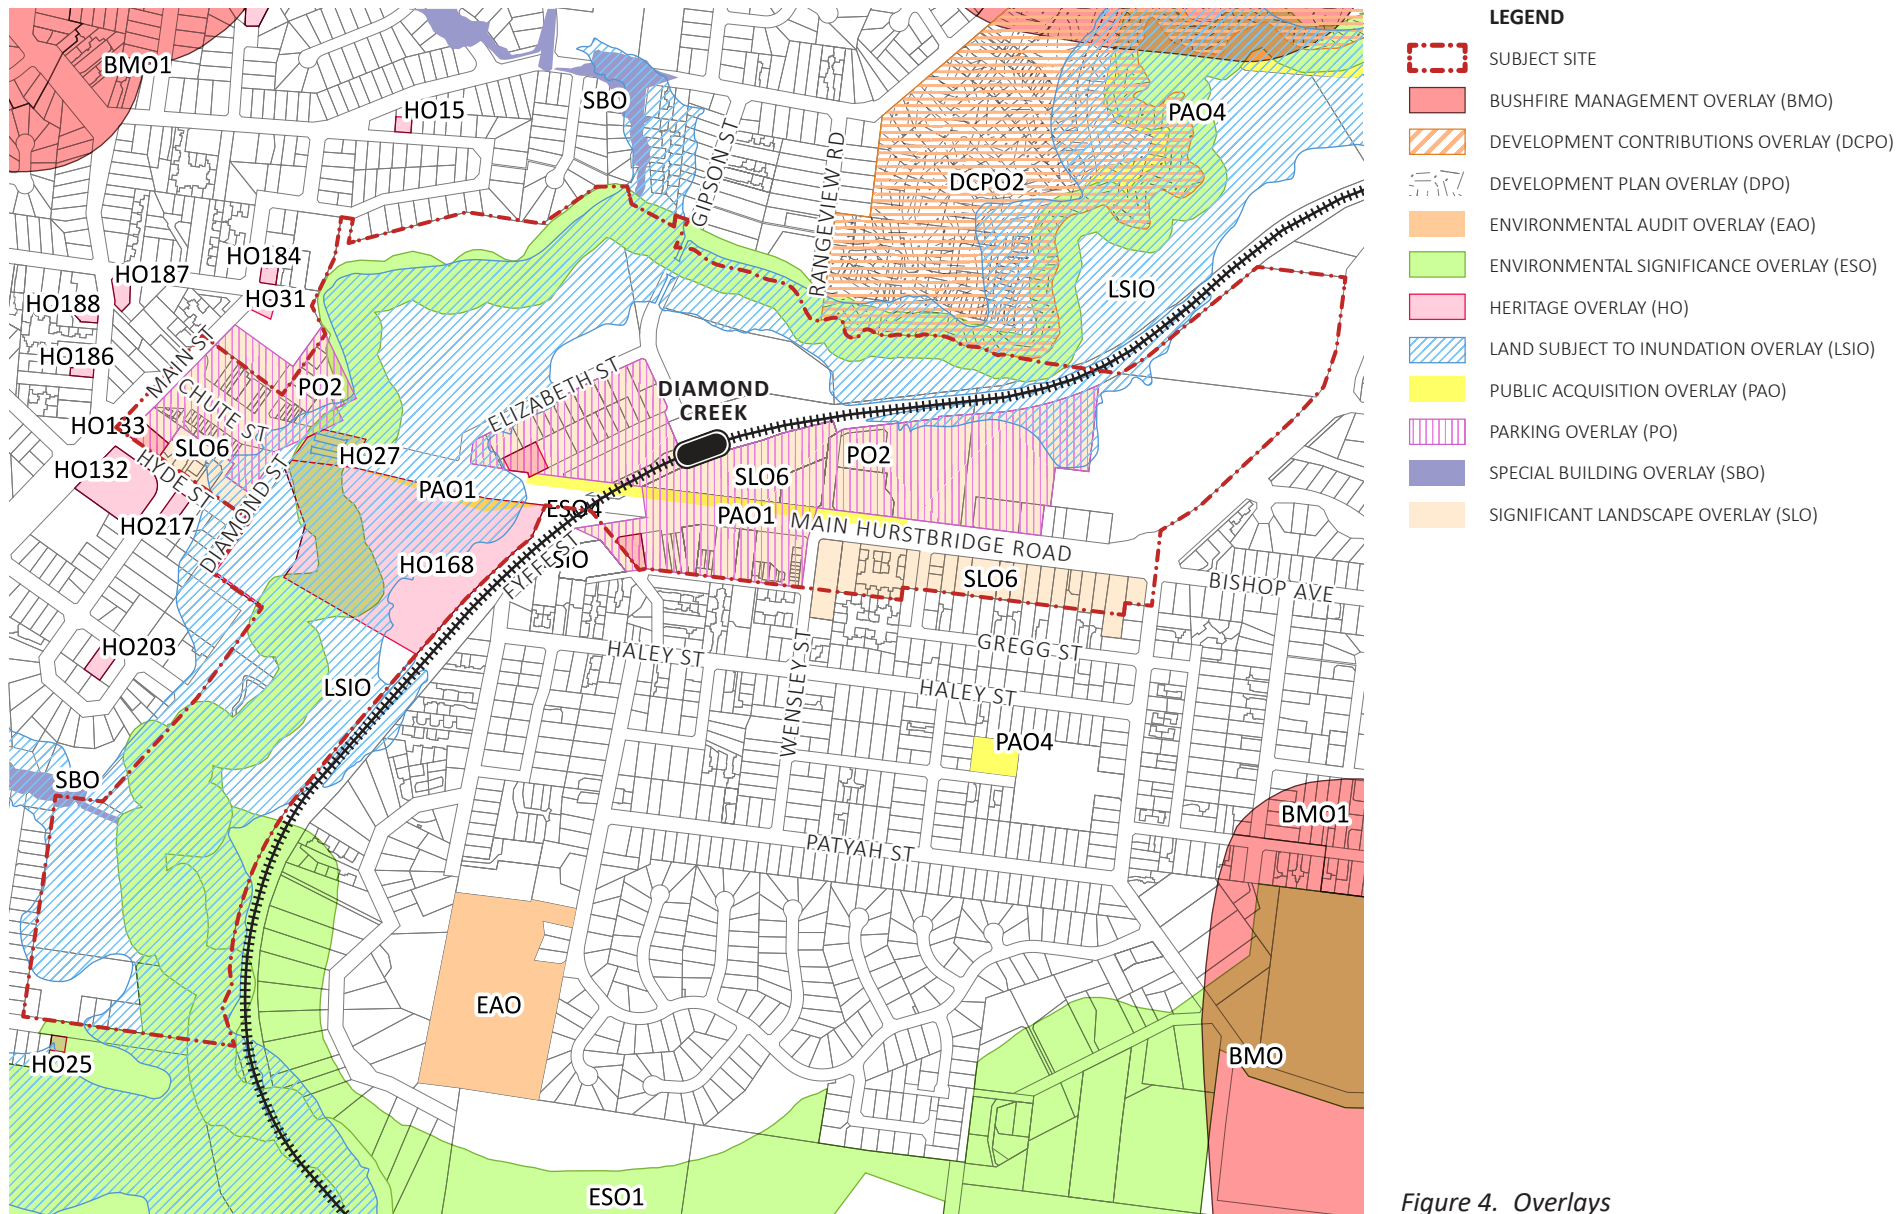 LEGEND
SUBJECT SITE
BUSHFIRE MANAGEMENT OVERLAY (BMO)
DEVELOPMENT CONTRIBUTIONS OVERLAY (DCPO)
DEVELOPMENT PLAN OVERLAY (DPO)
ENVIRONMENTAL AUDIT OVERLAY (EAO)
ENVIRONMENTAL SIGNIFICANCE OVERLAY (ESO)
HERITAGE OVERLAY (HO)
LAND SUBJECT TO INUNDATION OVERLAY (LSIO)
PUBLIC ACQUISITION OVERLAY (PAO)
PARKING OVERLAY (PO)
SPECIAL BUILDING OVERLAY (SBO)
SIGNIFICANT LANDSCAPE OVERLAY (SLO)
BMO1
HO15
SBO
PAO4
GIPSON ST
RANGEVIEW RD
DCPO2
HO184
HO187
HO31
HO188
LSIO
HO186
MAIN ST
PO2
CHUTE ST
ELIZABETH ST
DIAMOND
CREEK
HO133
SLO6
HO27
PO2
HO132
HYDE ST
SLO6
PAO1
DIAMOND ST
ESO4
PAO1
HO217
MAIN HURSTBRIDGE ROAD
HO168
FYFFE ST
SIO
SLO6
BISHOP AVE
HO203
HALEY ST
GREGG ST
WENSLEY ST
LSIO
HALEY ST
PAO4
SBO
BMO1
PATYAH ST
EAO
HO25
BMO
ESO1
Figure 4. Overlays